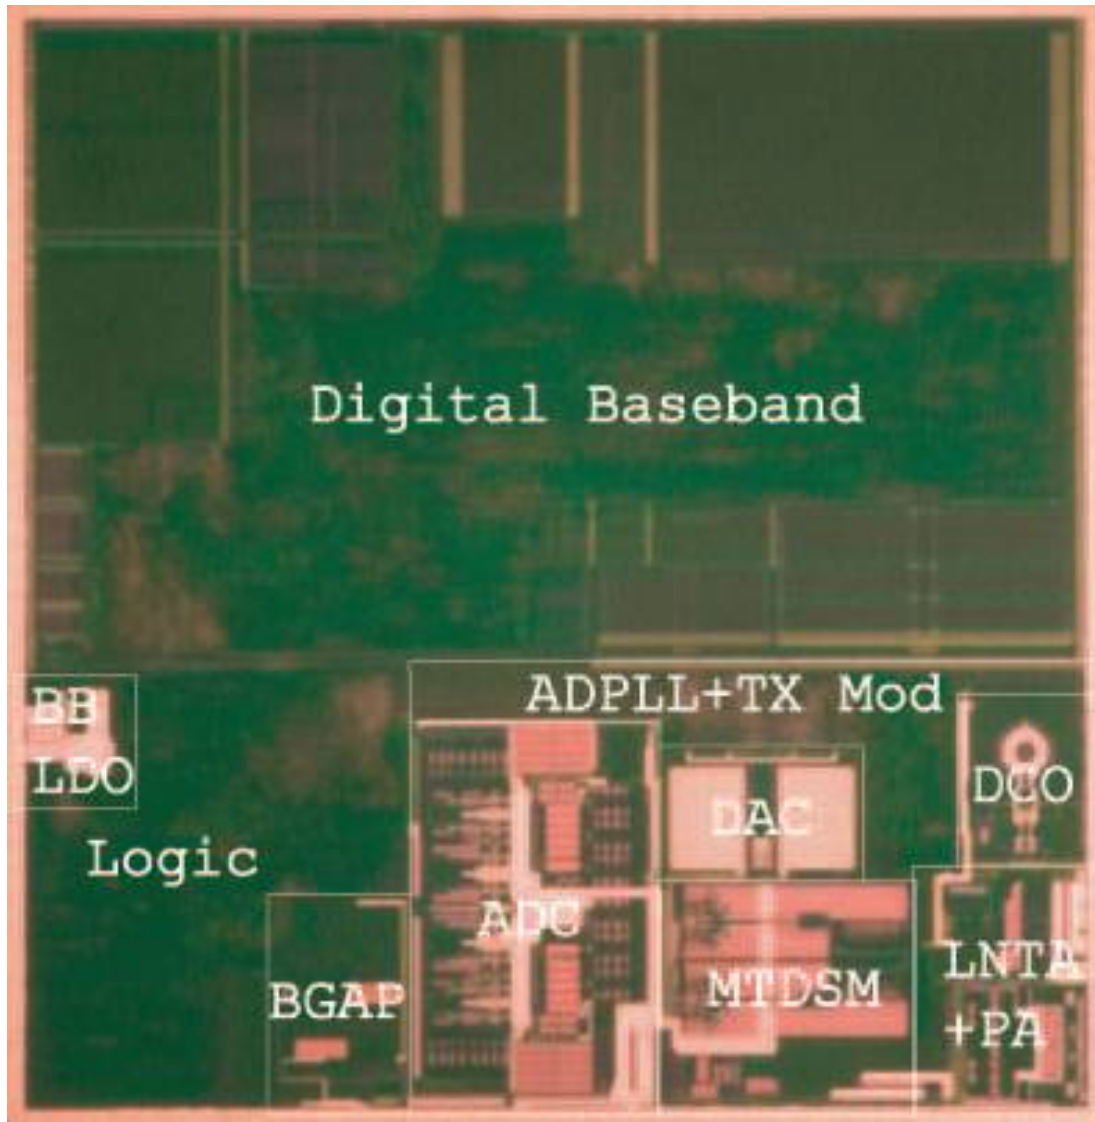 Digital Baseband
ADPLL+TX Mod
BB
LDO
DCO
DAC
Logic
ADC
LNTA
+PA
BGAP
MTDSM